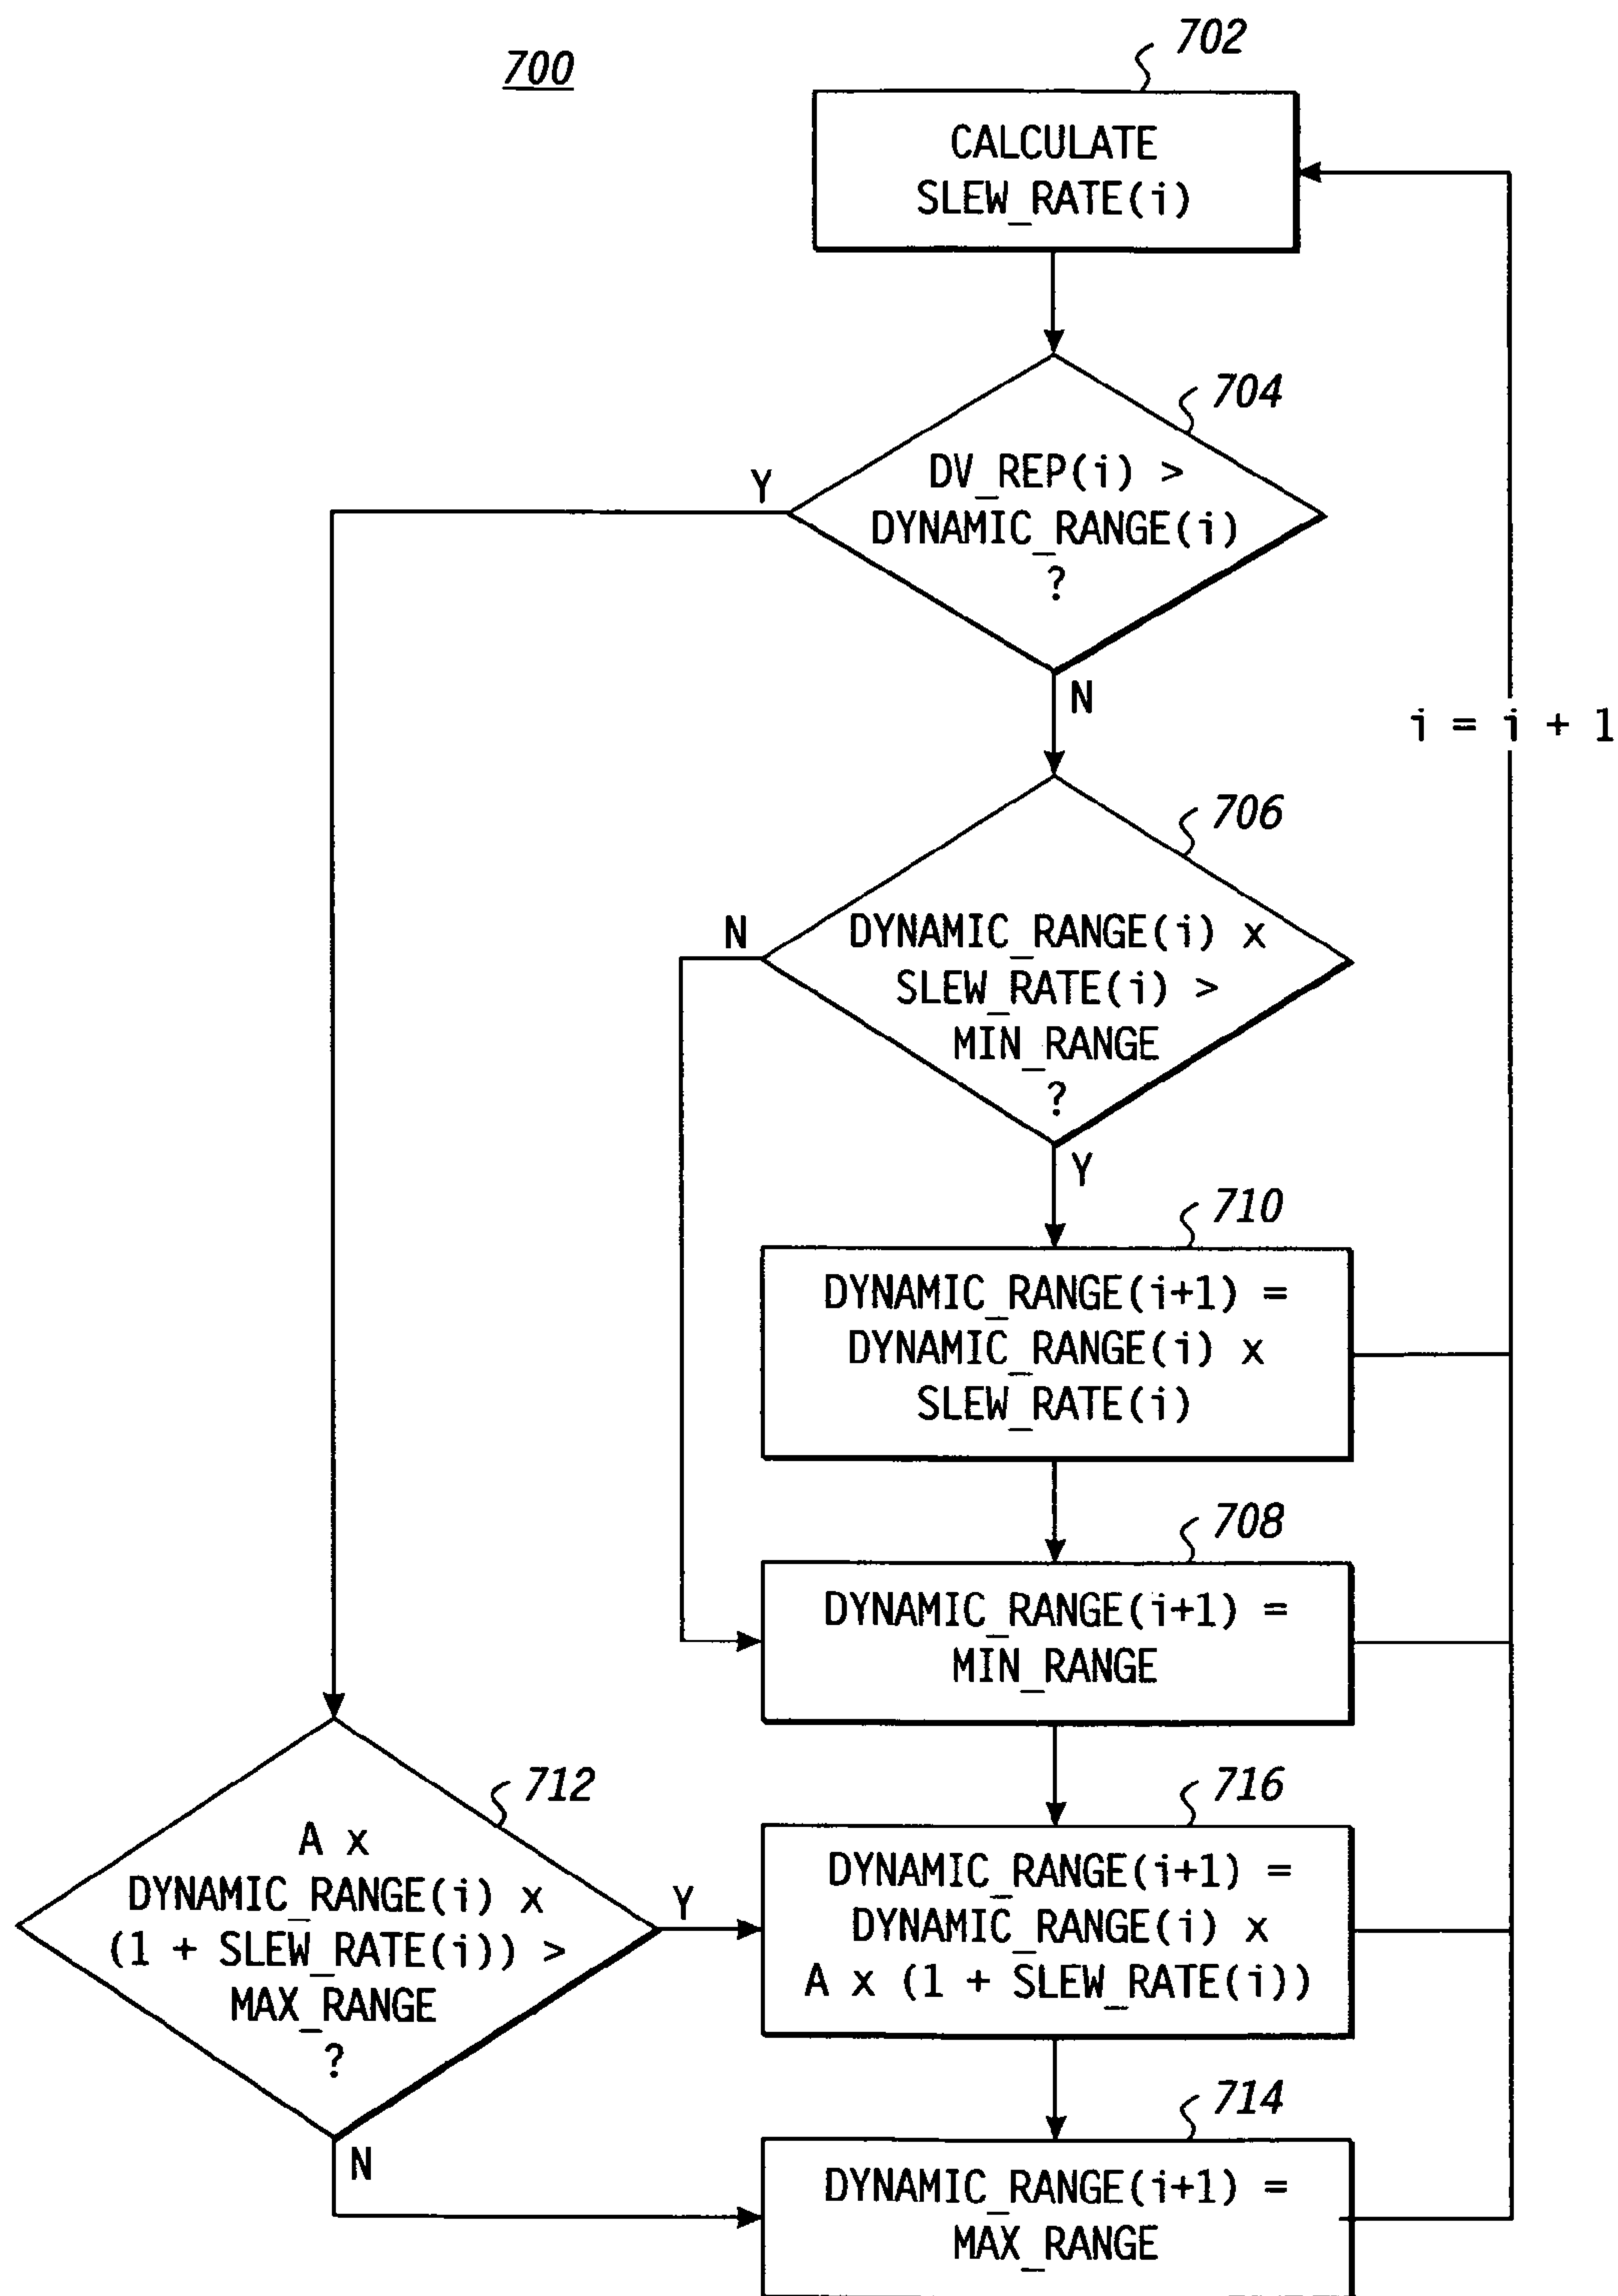 700
702
CALCULATE
SLEW_RATE(i)
704
DV_REP(i) >
DYNAMIC_RANGE(i)
?
Y
N
i = i + 1
706
DYNAMIC_RANGE(i) x
SLEW_RATE(i) >
MIN_RANGE
?
N
Y
710
DYNAMIC_RANGE(i+1) =
DYNAMIC_RANGE(i) x
SLEW_RATE(i)
708
DYNAMIC_RANGE(i+1) =
MIN_RANGE
712
A x
DYNAMIC_RANGE(i) x
(1 + SLEW_RATE(i)) >
MAX_RANGE
?
Y
N
716
DYNAMIC_RANGE(i+1) =
DYNAMIC_RANGE(i) x
A x (1 + SLEW_RATE(i))
714
DYNAMIC_RANGE(i+1) =
MAX_RANGE